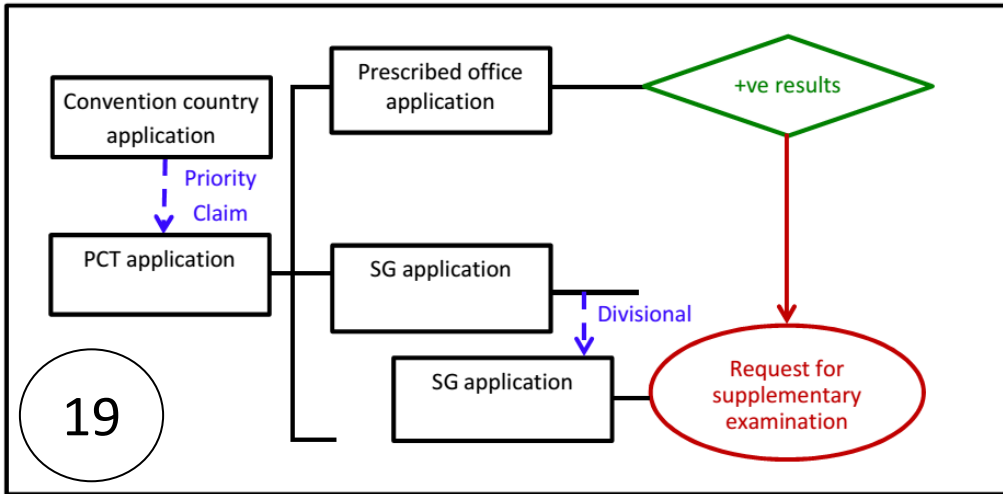 Convention country
application
Priority
Claim
PCT application
Prescribed office
application
+ve results
SG application
Divisional
SG application
Request for
supplementary
examination
19